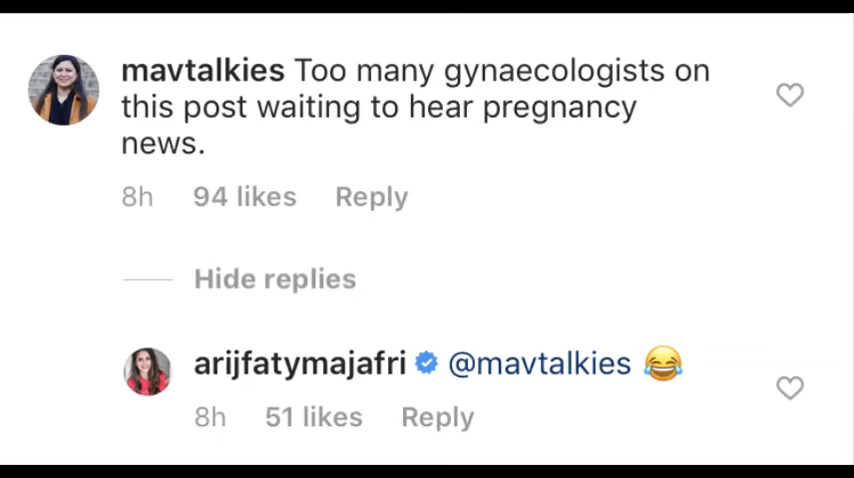 mavtalkies Too many gynaecologists on
this post waiting to hear pregnancy
news.
8h 94 likes Reply
Hide replies
arijfatymajafri @mavtalkies 😂
8h 51 likes Reply